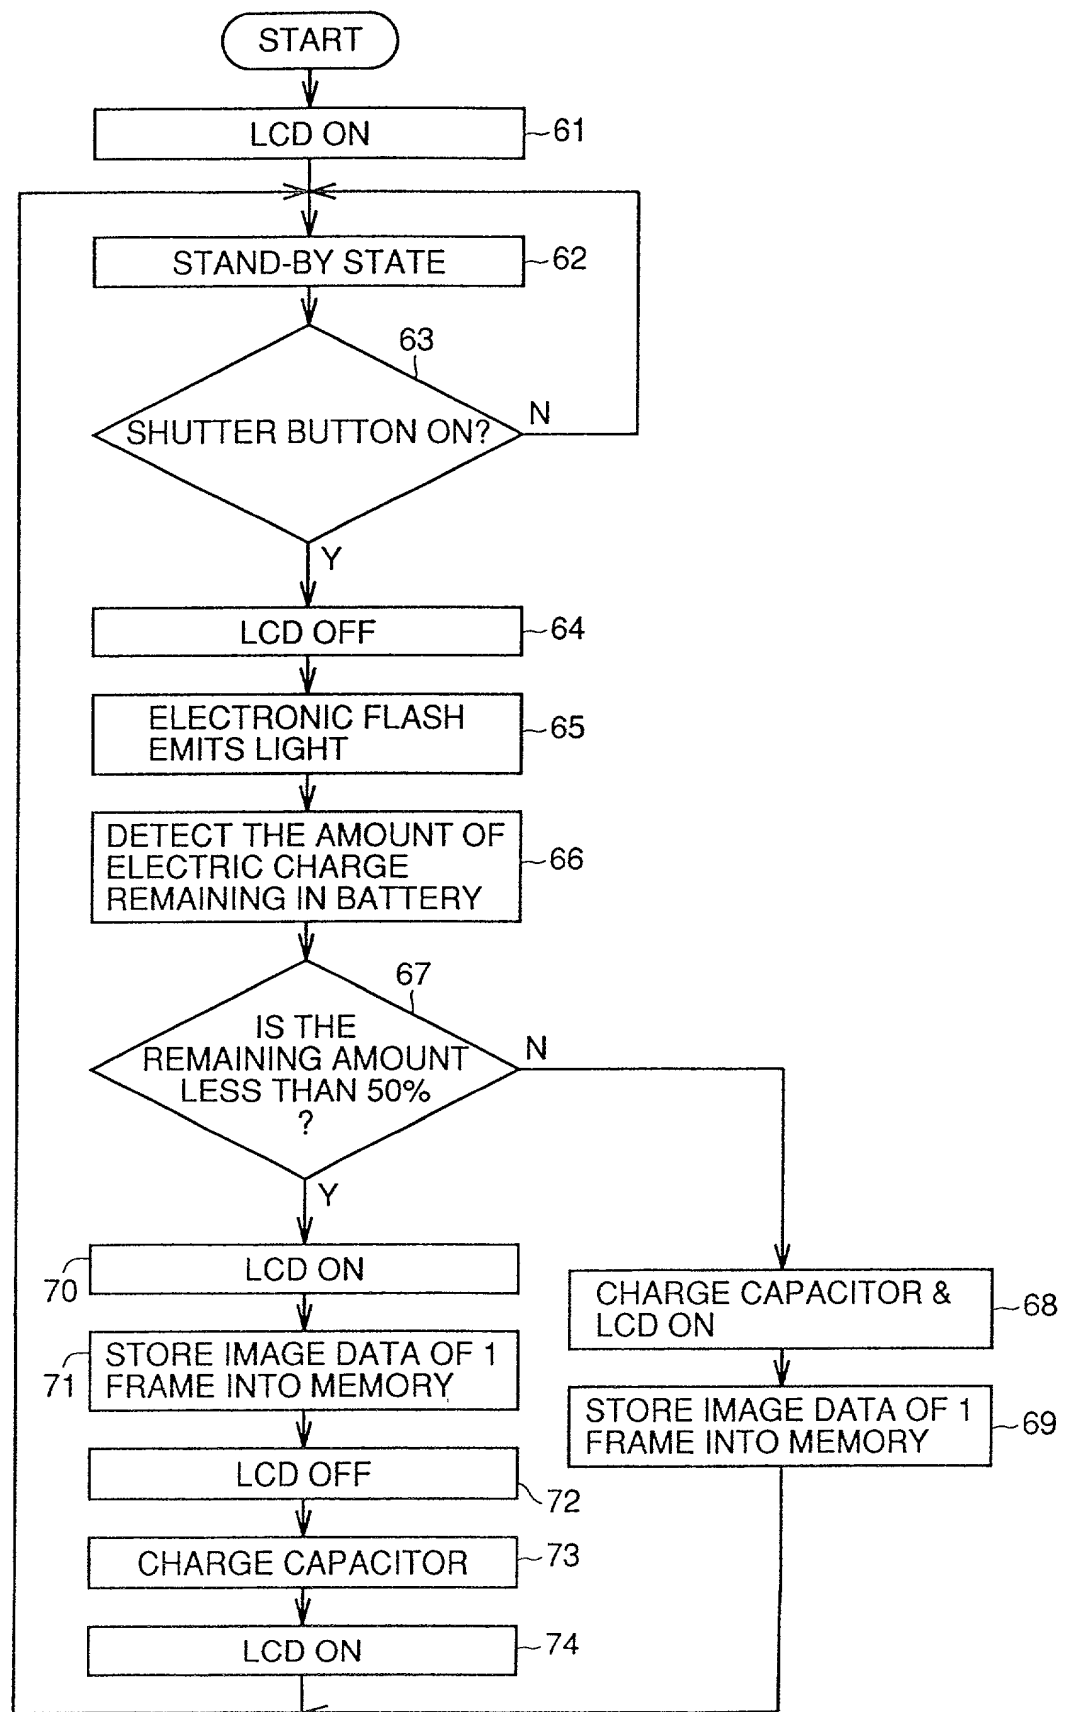 START
LCD ON
61
STAND-BY STATE
62
63
SHUTTER BUTTON ON?
N
Y
LCD OFF
64
ELECTRONIC FLASH
EMITS LIGHT
65
DETECT THE AMOUNT OF
ELECTRIC CHARGE
REMAINING IN BATTERY
66
67
IS THE
REMAINING AMOUNT
LESS THAN 50%
?
N
Y
70
LCD ON
71
STORE IMAGE DATA OF 1
FRAME INTO MEMORY
LCD OFF
72
CHARGE CAPACITOR
73
LCD ON
74
CHARGE CAPACITOR &
LCD ON
68
STORE IMAGE DATA OF 1
FRAME INTO MEMORY
69